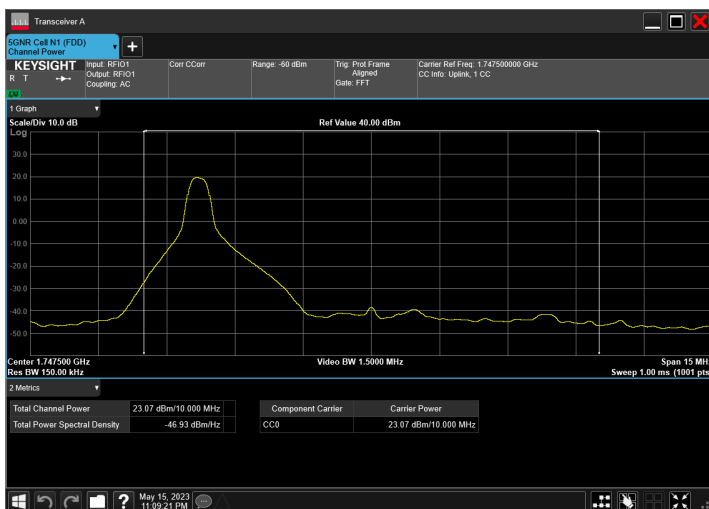 Transceiver A
5GNR Cell N1 (FDD)
Channel Power
KEYSIGHT
R T
LXI
Input: RFIO1
Output: RFIO1
Coupling: AC
Corr CCorr
Range: -60 dBm
Trig: Prot Frame
Aligned
Gate: FFT
Carrier Ref Freq: 1.747500000 GHz
CC Info: Uplink, 1 CC
1 Graph
Scale/Div 10.0 dB
Ref Value 40.00 dBm
Log
30.0
20.0
10.0
0.00
-10.0
-20.0
-30.0
-40.0
-50.0
Center 1.747500 GHz
Video BW 1.5000 MHz
Span 15 MHz
Res BW 150.00 kHz
Sweep 1.00 ms (1001 pts
2 Metrics
Total Channel Power 23.07 dBm/10.000 MHz
Total Power Spectral Density -46.93 dBm/Hz
Component Carrier Carrier Power
CC0 23.07 dBm/10.000 MHz
?
May 15, 2023
11:09:21 PM